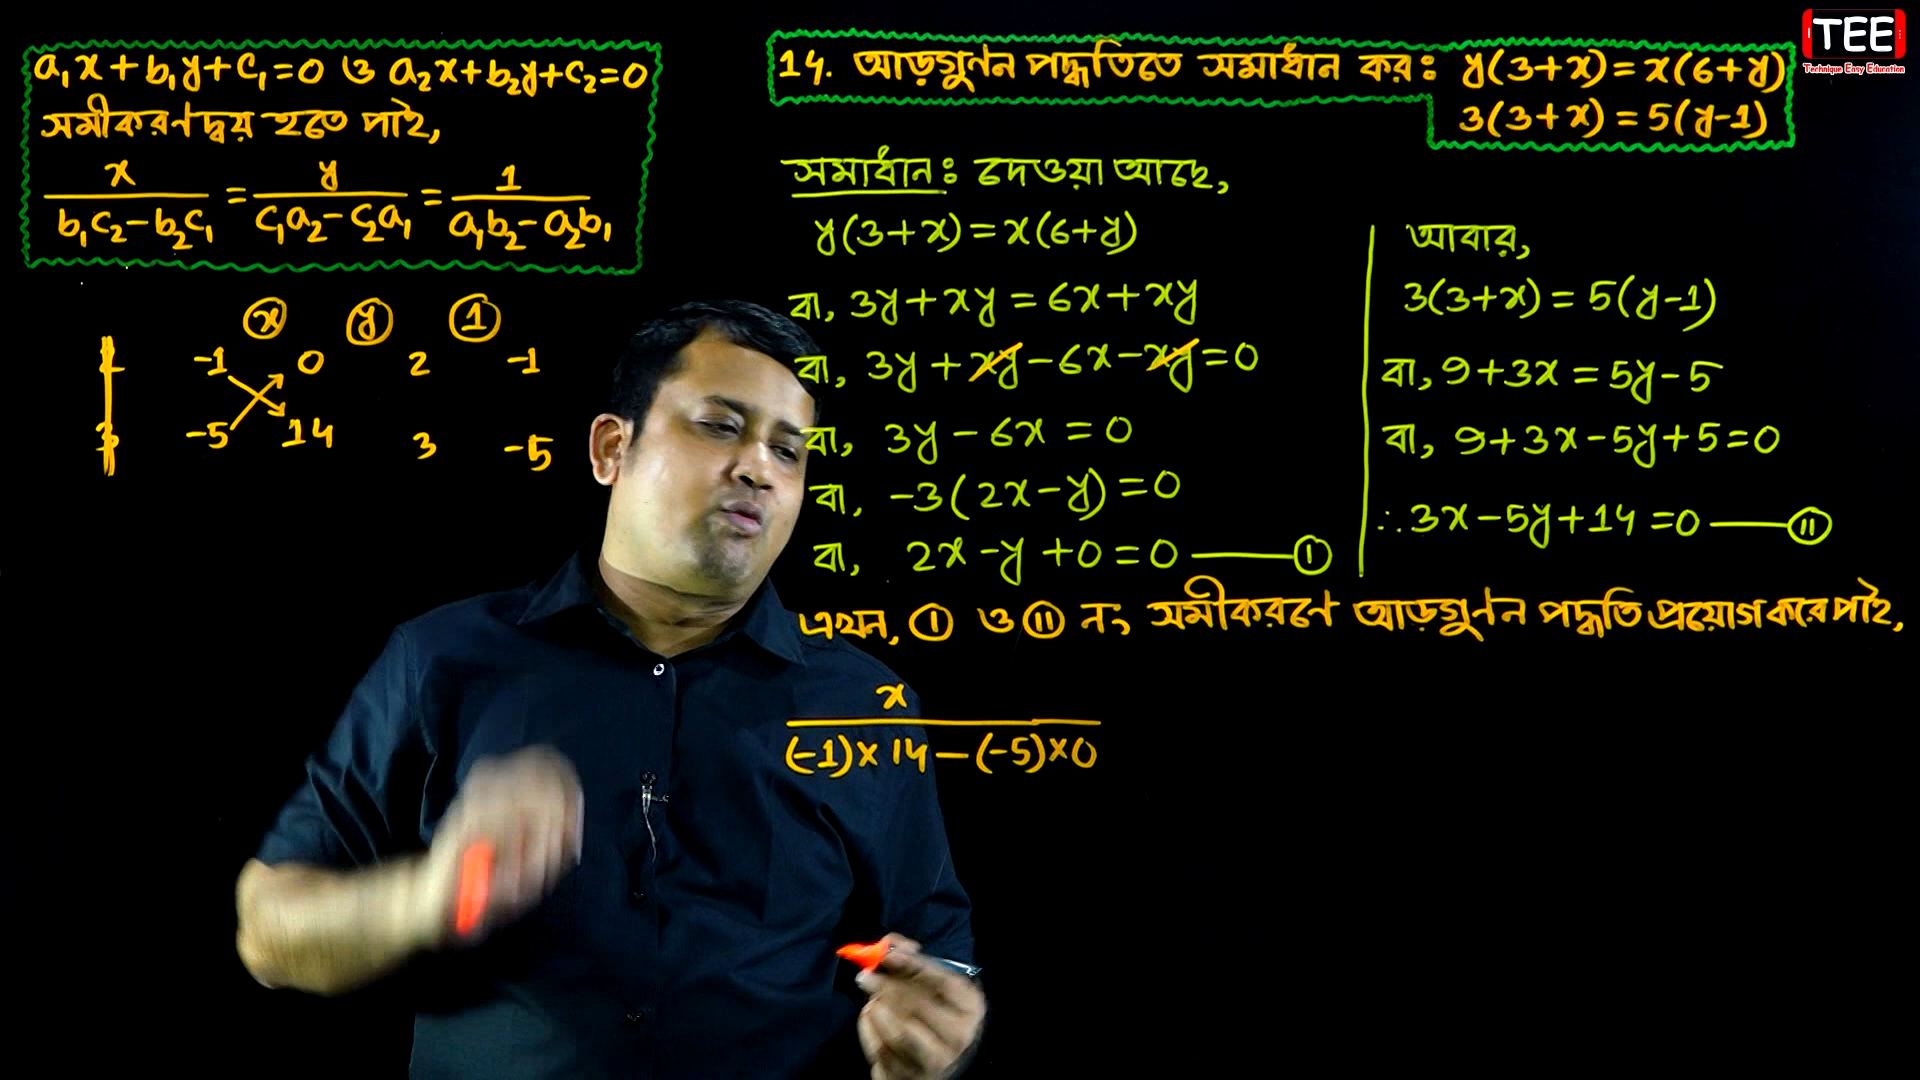 a₁x+b₁y+c₁=0 ও a₂x+b₂y+c₂=0
সমীকরণদ্বয় হতে পাই,
x/(b₁c₂-b₂c₁) = y/(c₁a₂-c₂a₁) = 1/(a₁b₂-a₂b₁)
x y 1
-1 0 2 -1
-5 14 3 -5
TEE
Technique Easy Education
14. আড়গুণন পদ্ধতিতে সমাধান কর: y(3+x)=x(6+y)
3(3+x)=5(y-1)
সমাধান: দেওয়া আছে,
y(3+x)=x(6+y)
বা, 3y+xy=6x+xy
বা, 3y+xy-6x-xy=0
বা, 3y-6x=0
বা, -3(2x-y)=0
বা, 2x-y+0=0 — I
আবার,
3(3+x)=5(y-1)
বা, 9+3x=5y-5
বা, 9+3x-5y+5=0
∴3x-5y+14=0 — II
এখন, I ও II নং সমীকরণে আড়গুণন পদ্ধতি প্রয়োগ করে পাই,
x/((-1)×14-(-5)×0)